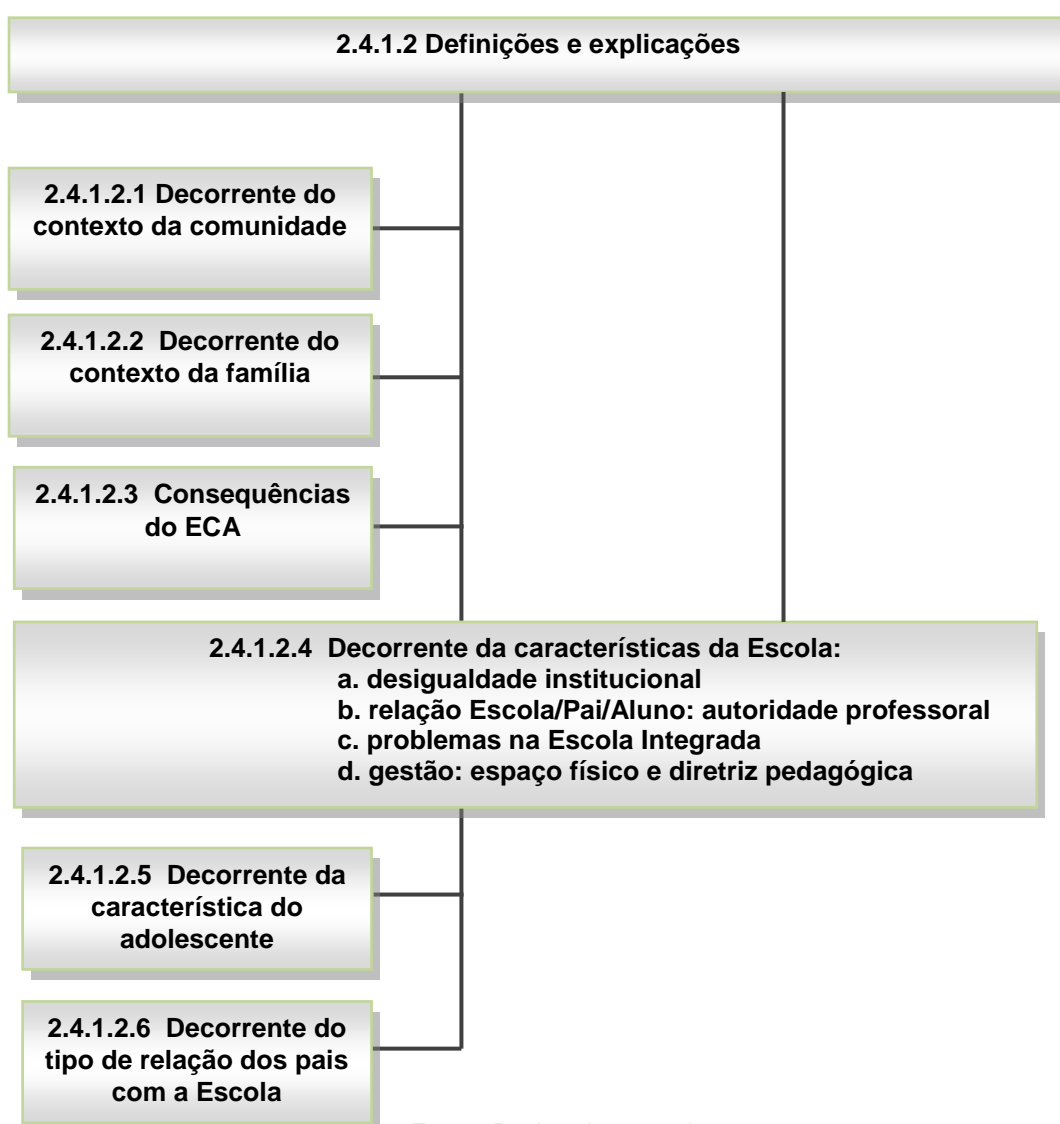 2.4.1.2 Definições e explicações
2.4.1.2.1 Decorrente do
contexto da comunidade
2.4.1.2.2 Decorrente do
contexto da família
2.4.1.2.3 Consequências
do ECA
2.4.1.2.4 Decorrente da características da Escola:
a. desigualdade institucional
b. relação Escola/Pai/Aluno: autoridade professoral
c. problemas na Escola Integrada
d. gestão: espaço físico e diretriz pedagógica
2.4.1.2.5 Decorrente da
característica do
adolescente
2.4.1.2.6 Decorrente do
tipo de relação dos pais
com a Escola